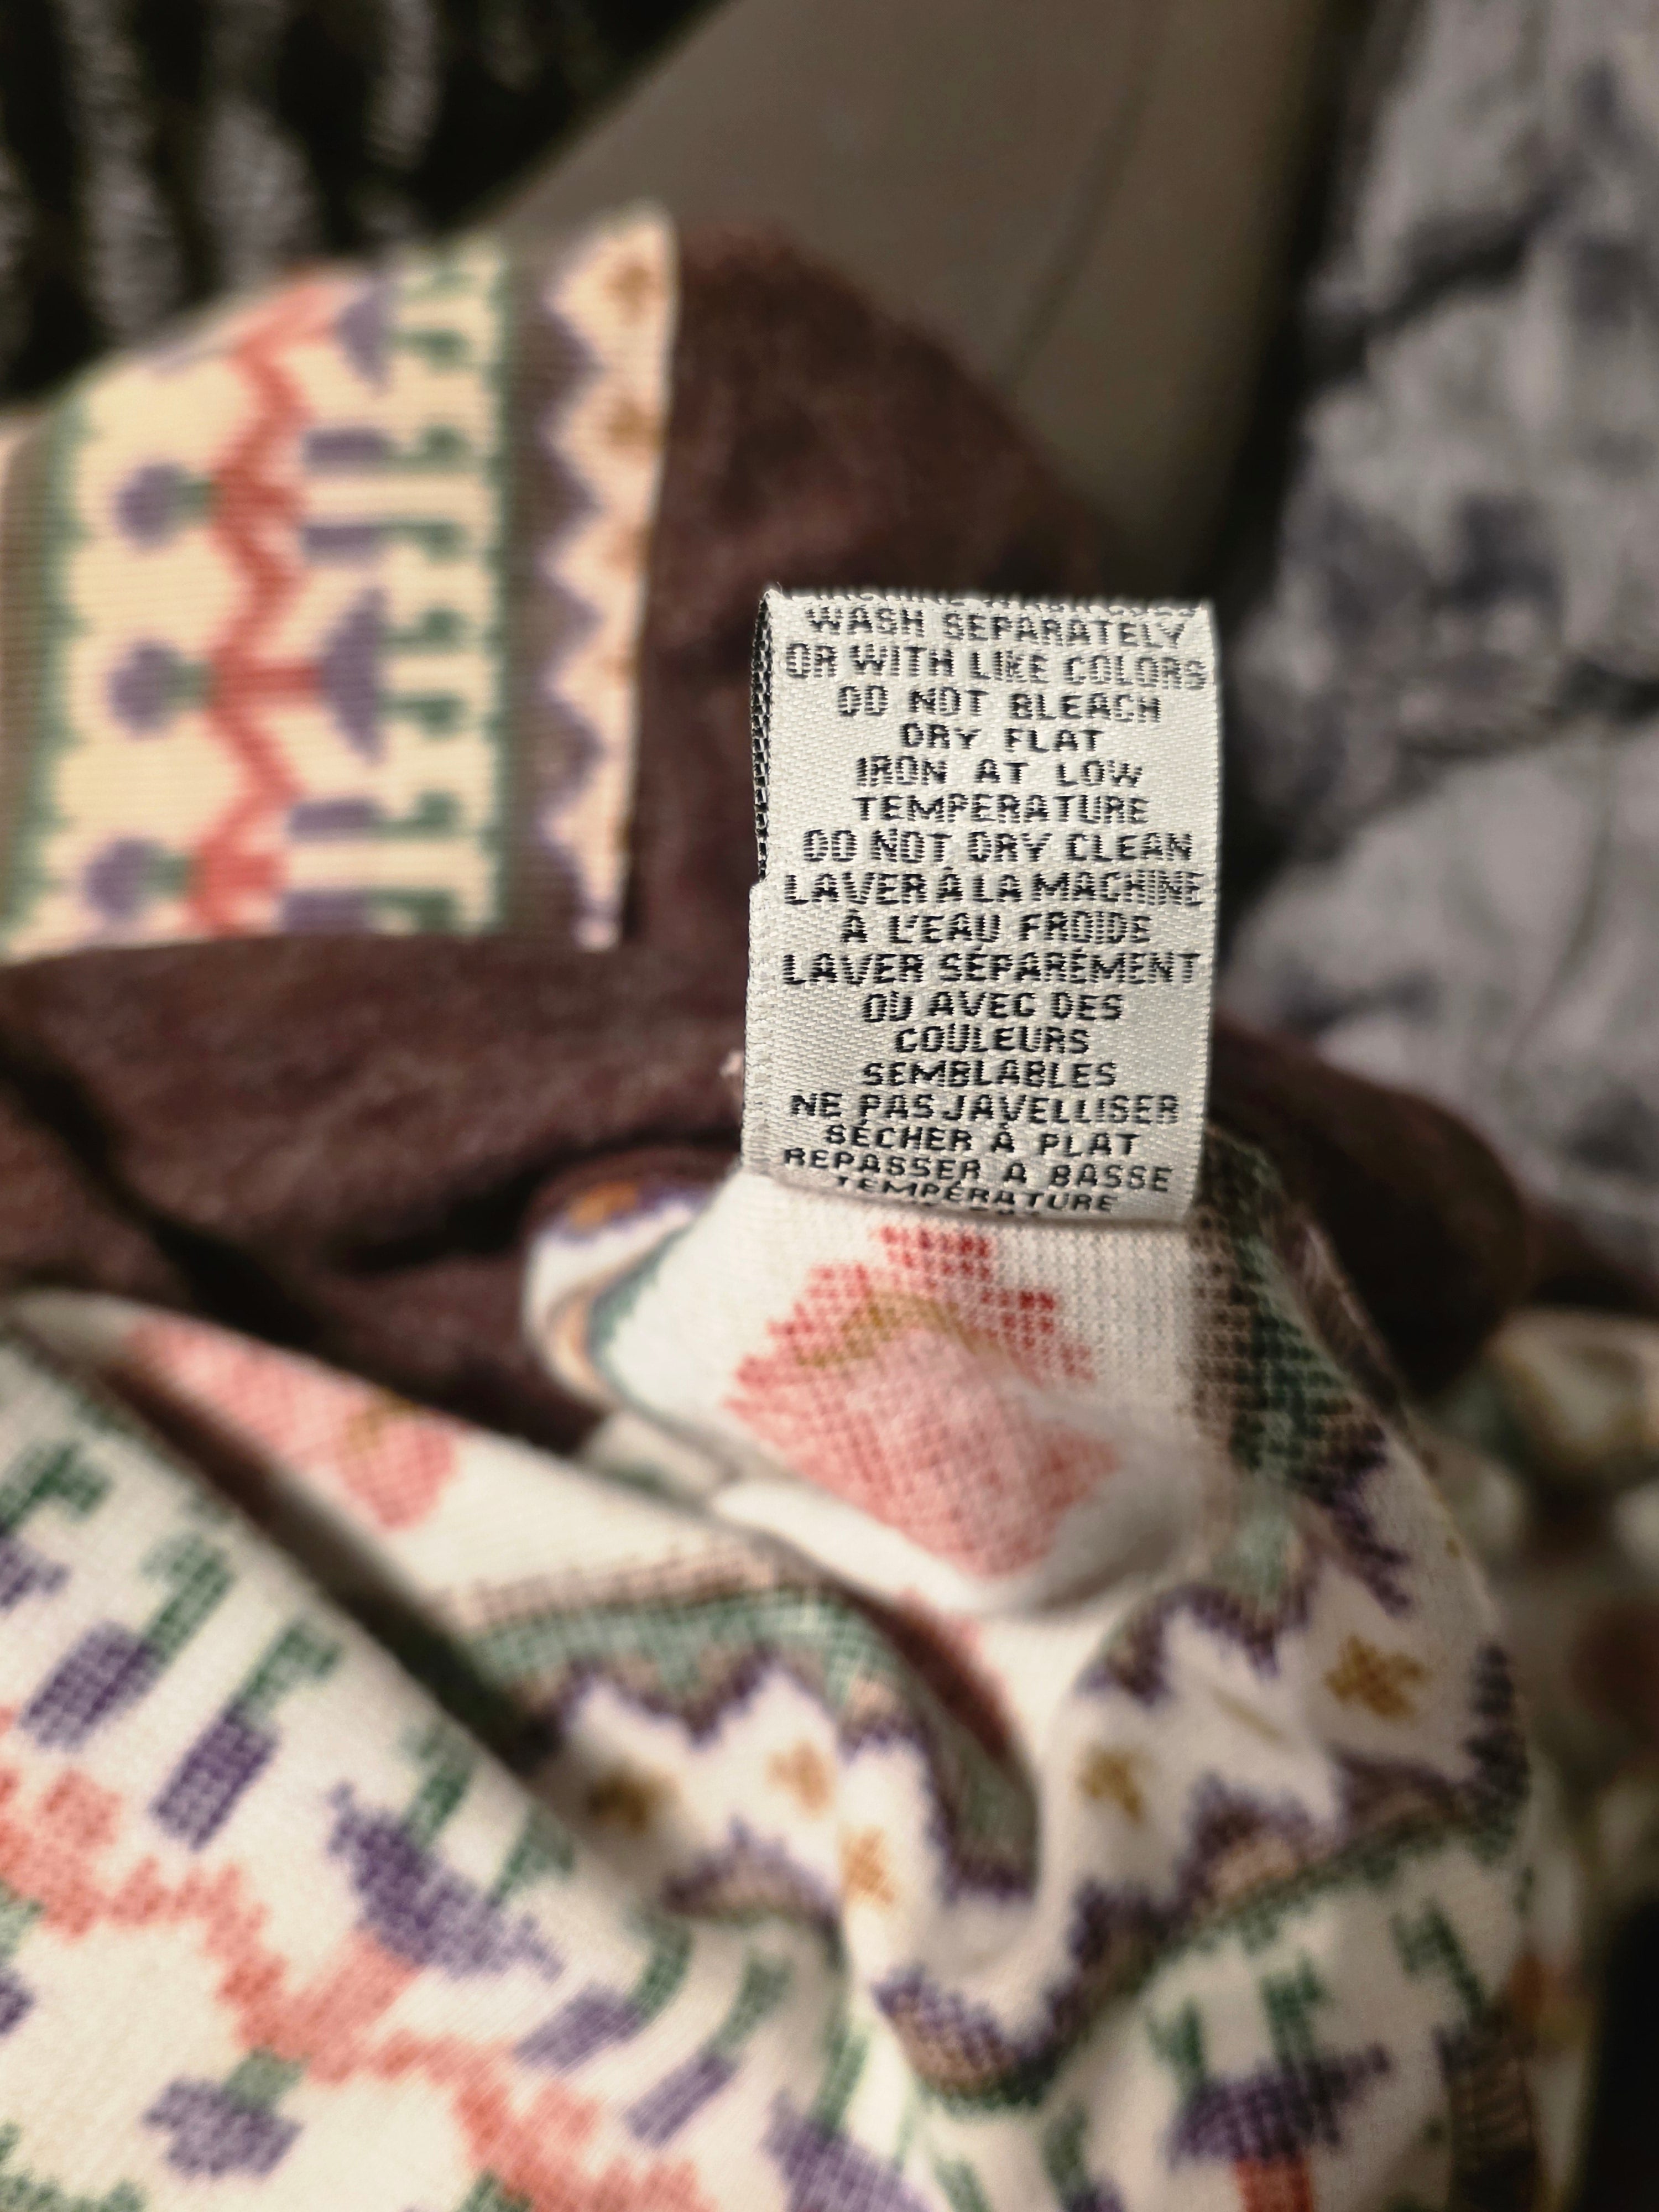 WASH SEPARATELY
OR WITH LIKE COLORS
DO NOT BLEACH
DRY FLAT
IRON AT LOW
TEMPERATURE
DO NOT DRY CLEAN
LAVER À LA MACHINE
À L'EAU FROIDE
LAVER SÉPARÉMENT
OU AVEC DES
COULEURS
SEMBLABLES
NE PAS JAVELLISER
SÉCHER À PLAT
REPASSER A BASSE
TEMPÉRATURE